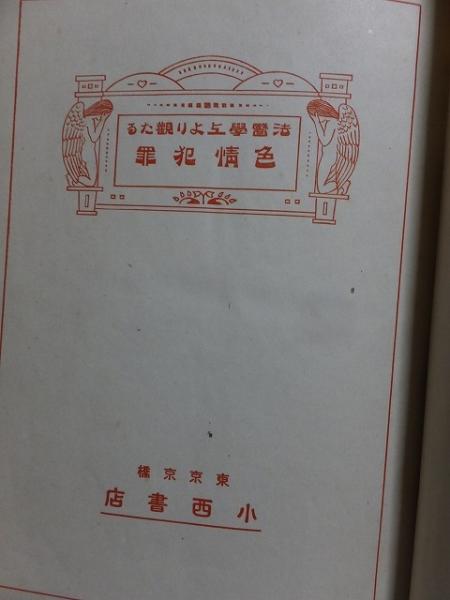 法醫學上より觀たる
色情犯罪
東京京橋
小西書店